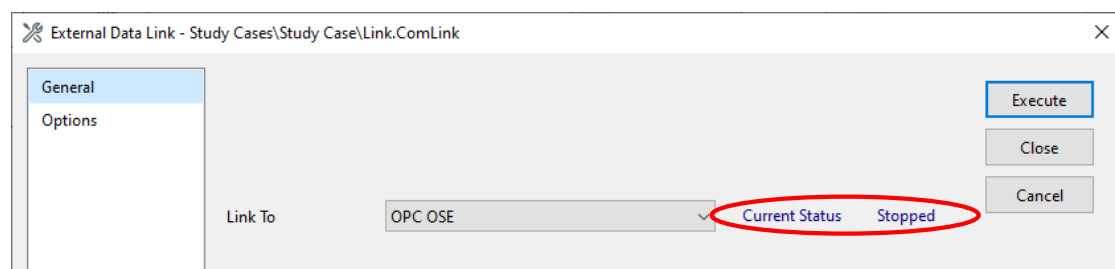 External Data Link - Study Cases\Study Case\Link.ComLink
General
Options
Execute
Close
Cancel
Link To OPC OSE Current Status Stopped